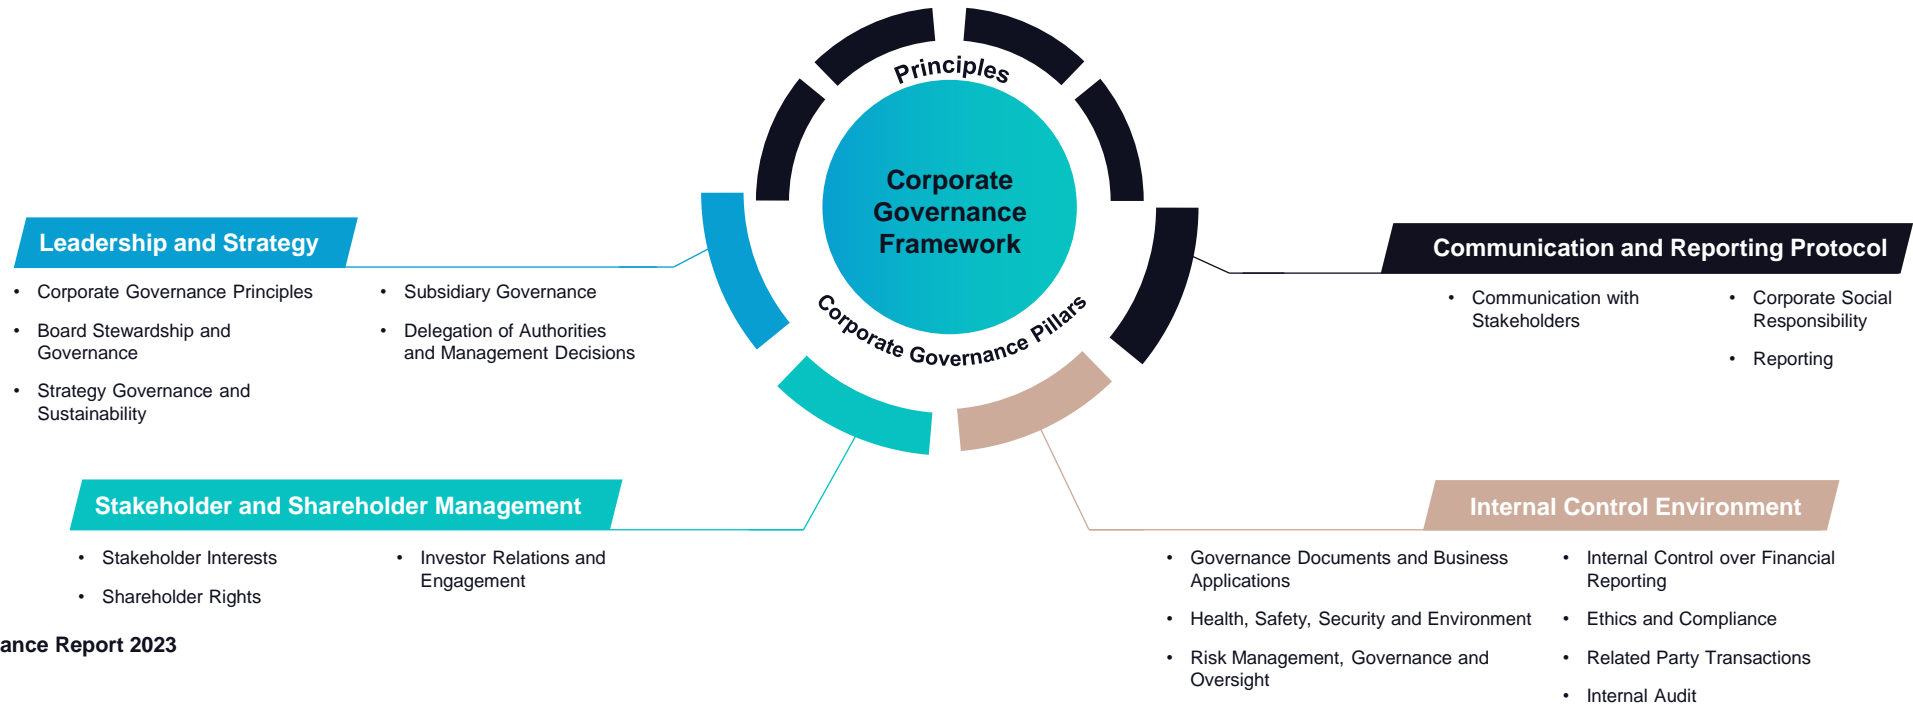 Principles
Corporate
Governance
Framework
Corporate Governance Pillars
Leadership and Strategy
• Corporate Governance Principles
• Board Stewardship and
Governance
• Strategy Governance and
Sustainability
• Subsidiary Governance
• Delegation of Authorities
and Management Decisions
Communication and Reporting Protocol
• Communication with
Stakeholders
• Corporate Social
Responsibility
• Reporting
Stakeholder and Shareholder Management
• Stakeholder Interests
• Shareholder Rights
• Investor Relations and
Engagement
Internal Control Environment
• Governance Documents and Business
Applications
• Health, Safety, Security and Environment
• Risk Management, Governance and
Oversight
• Internal Control over Financial
Reporting
• Ethics and Compliance
• Related Party Transactions
• Internal Audit
ance Report 2023